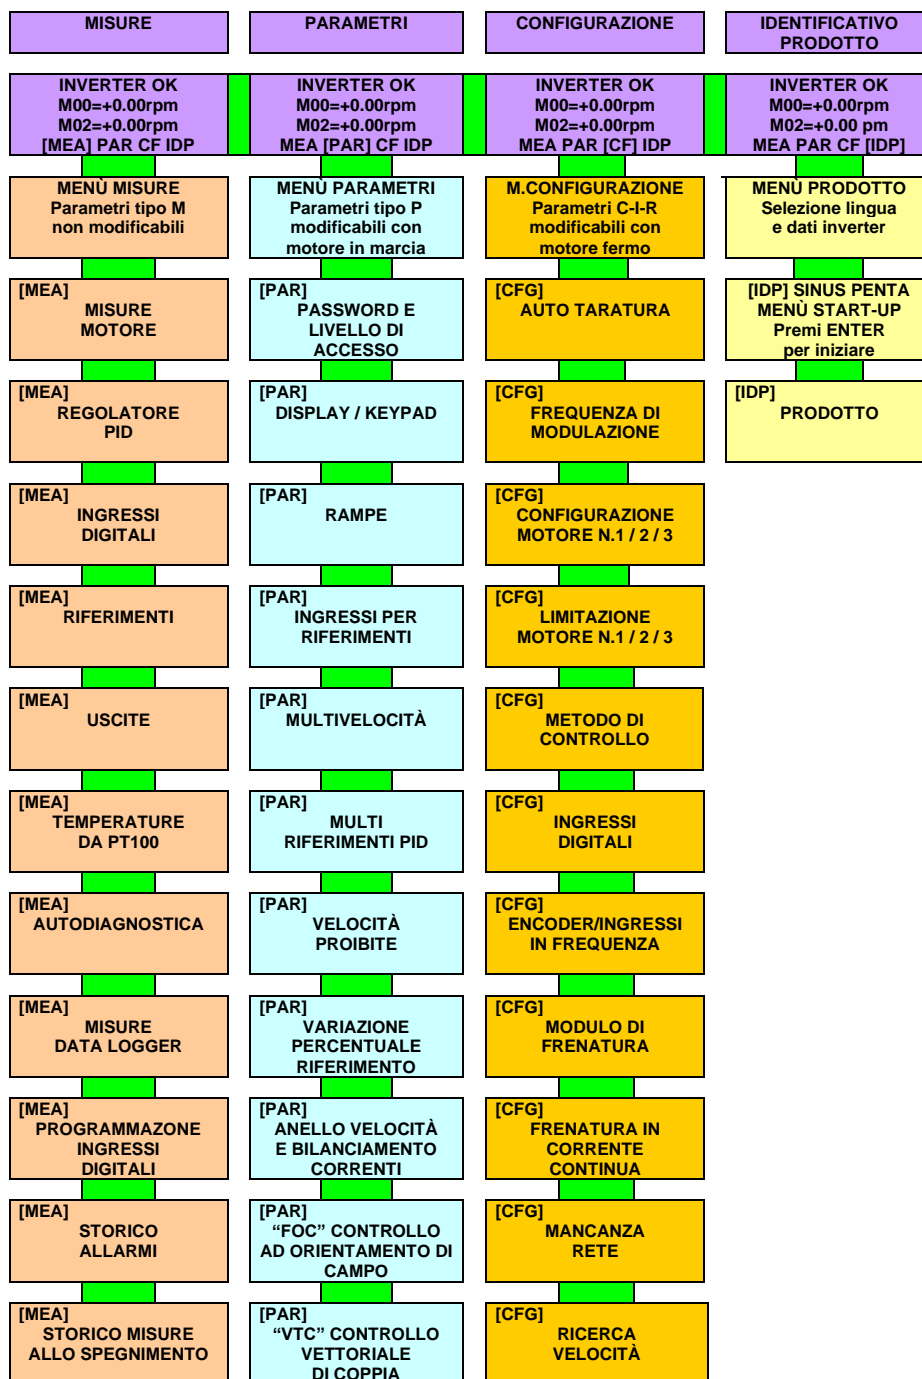 MISURE
PARAMETRI
CONFIGURAZIONE
IDENTIFICATIVO
PRODOTTO
INVERTER OK
M00=+0.00rpm
M02=+0.00rpm
[MEA] PAR CF IDP
INVERTER OK
M00=+0.00rpm
M02=+0.00rpm
MEA [PAR] CF IDP
INVERTER OK
M00=+0.00rpm
M02=+0.00rpm
MEA PAR [CF] IDP
INVERTER OK
M00=+0.00rpm
M02=+0.00 pm
MEA PAR CF [IDP]
MENÙ MISURE
Parametri tipo M
non modificabili
MENÙ PARAMETRI
Parametri tipo P
modificabili con
motore in marcia
M.CONFIGURAZIONE
Parametri C-I-R
modificabili con
motore fermo
MENÙ PRODOTTO
Selezione lingua
e dati inverter
[MEA]
MISURE
MOTORE
[PAR]
PASSWORD E
LIVELLO DI
ACCESSO
[CFG]
AUTO TARATURA
[IDP] SINUS PENTA
MENÙ START-UP
Premi ENTER
per iniziare
[MEA]
REGOLATORE
PID
[PAR]
DISPLAY / KEYPAD
[CFG]
FREQUENZA DI
MODULAZIONE
[IDP]
PRODOTTO
[MEA]
INGRESSI
DIGITALI
[PAR]
RAMPE
[CFG]
CONFIGURAZIONE
MOTORE N.1 / 2 / 3
[MEA]
RIFERIMENTI
[PAR]
INGRESSI PER
RIFERIMENTI
[CFG]
LIMITAZIONE
MOTORE N.1 / 2 / 3
[MEA]
USCITE
[PAR]
MULTIVELOCITÀ
[CFG]
METODO DI
CONTROLLO
[MEA]
TEMPERATURE
DA PT100
[PAR]
MULTI
RIFERIMENTI PID
[CFG]
INGRESSI
DIGITALI
[MEA]
AUTODIAGNOSTICA
[PAR]
VELOCITÀ
PROIBITE
[CFG]
ENCODER/INGRESSI
IN FREQUENZA
[MEA]
MISURE
DATA LOGGER
[PAR]
VARIAZIONE
PERCENTUALE
RIFERIMENTO
[CFG]
MODULO DI
FRENATURA
[MEA]
PROGRAMMAZONE
INGRESSI
DIGITALI
[PAR]
ANELLO VELOCITÀ
E BILANCIAMENTO
CORRENTI
[CFG]
FRENATURA IN
CORRENTE
CONTINUA
[MEA]
STORICO
ALLARMI
[PAR]
“FOC” CONTROLLO
AD ORIENTAMENTO DI
CAMPO
[CFG]
MANCANZA
RETE
[MEA]
STORICO MISURE
ALLO SPEGNIMENTO
[PAR]
“VTC” CONTROLLO
VETTORIALE
DI COPPIA
[CFG]
RICERCA
VELOCITÀ